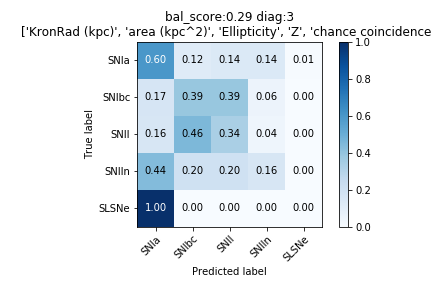 bal_score:0.29 diag:3
['KronRad (kpc)', 'area (kpc^2)', 'Ellipticity', 'Z', 'chance coincidence
True label
SNIa 0.60 0.12 0.14 0.14 0.01
SNIbc 0.17 0.39 0.39 0.06 0.00
SNII 0.16 0.46 0.34 0.04 0.00
SNIIn 0.44 0.20 0.20 0.16 0.00
SLSNe 1.00 0.00 0.00 0.00 0.00
SNIa SNIbc SNII SNIIn SLSNe
Predicted label
1.0
0.8
0.6
0.4
0.2
0.0